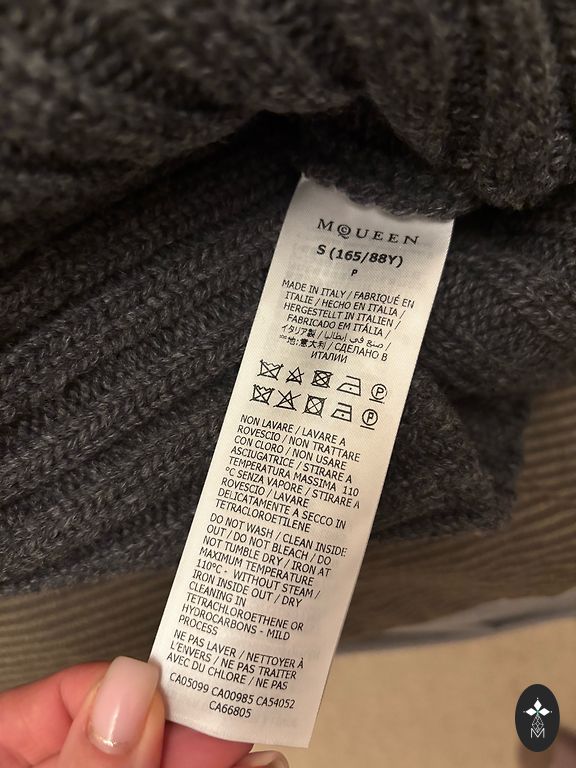 MCQUEEN
S (165/88Y)
P
MADE IN ITALY / FABRIQUÉ EN
ITALIE / HECHO EN ITALIA /
HERGESTELLT IN ITALIEN /
FABRICADO EM ITÁLIA /
イタリア製 / صنع في إيطاليا /
产地:意大利 / СДЕЛАНО В
ИТАЛИИ
P
P
NON LAVARE / LAVARE A
ROVESCIO / NON TRATTARE
CON CLORO / NON USARE
ASCIUGATRICE / STIRARE A
TEMPERATURA MASSIMA 110
°C SENZA VAPORE / STIRARE A
ROVESCIO / LAVARE
DELICATAMENTE A SECCO IN
TETRACLOROETILENE
DO NOT WASH / CLEAN INSIDE
OUT / DO NOT BLEACH / DO
NOT TUMBLE DRY / IRON AT
MAXIMUM TEMPERATURE
110°C - WITHOUT STEAM /
IRON INSIDE OUT / DRY
CLEANING IN
TETRACHLOROETHENE OR
HYDROCARBONS - MILD
PROCESS
NE PAS LAVER / NETTOYER À
L'ENVERS / NE PAS TRAITER
AVEC DU CHLORE / NE PAS
CA05099 CA00985 CA54052
CA66805
M